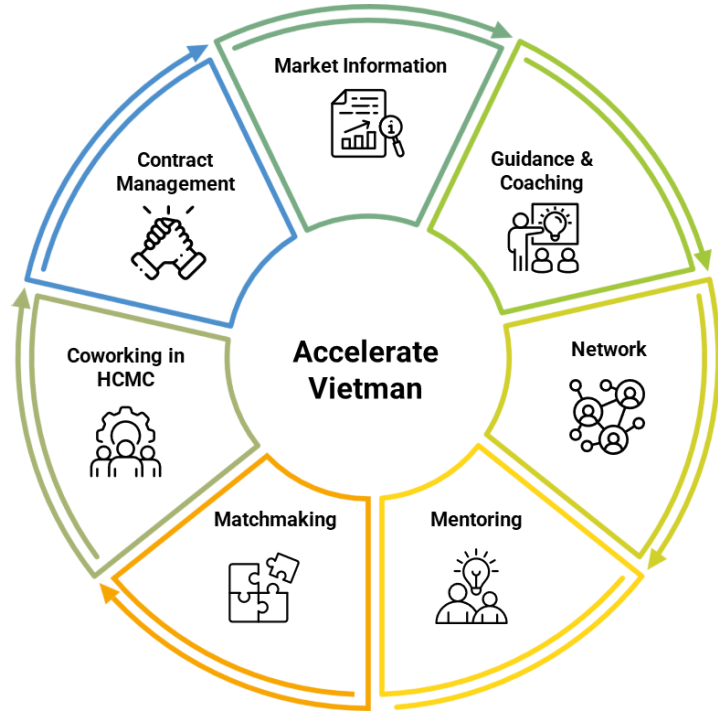 Market Information
Guidance &
Coaching
Network
Mentoring
Matchmaking
Coworking in
HCMC
Contract
Management
Accelerate
Vietman